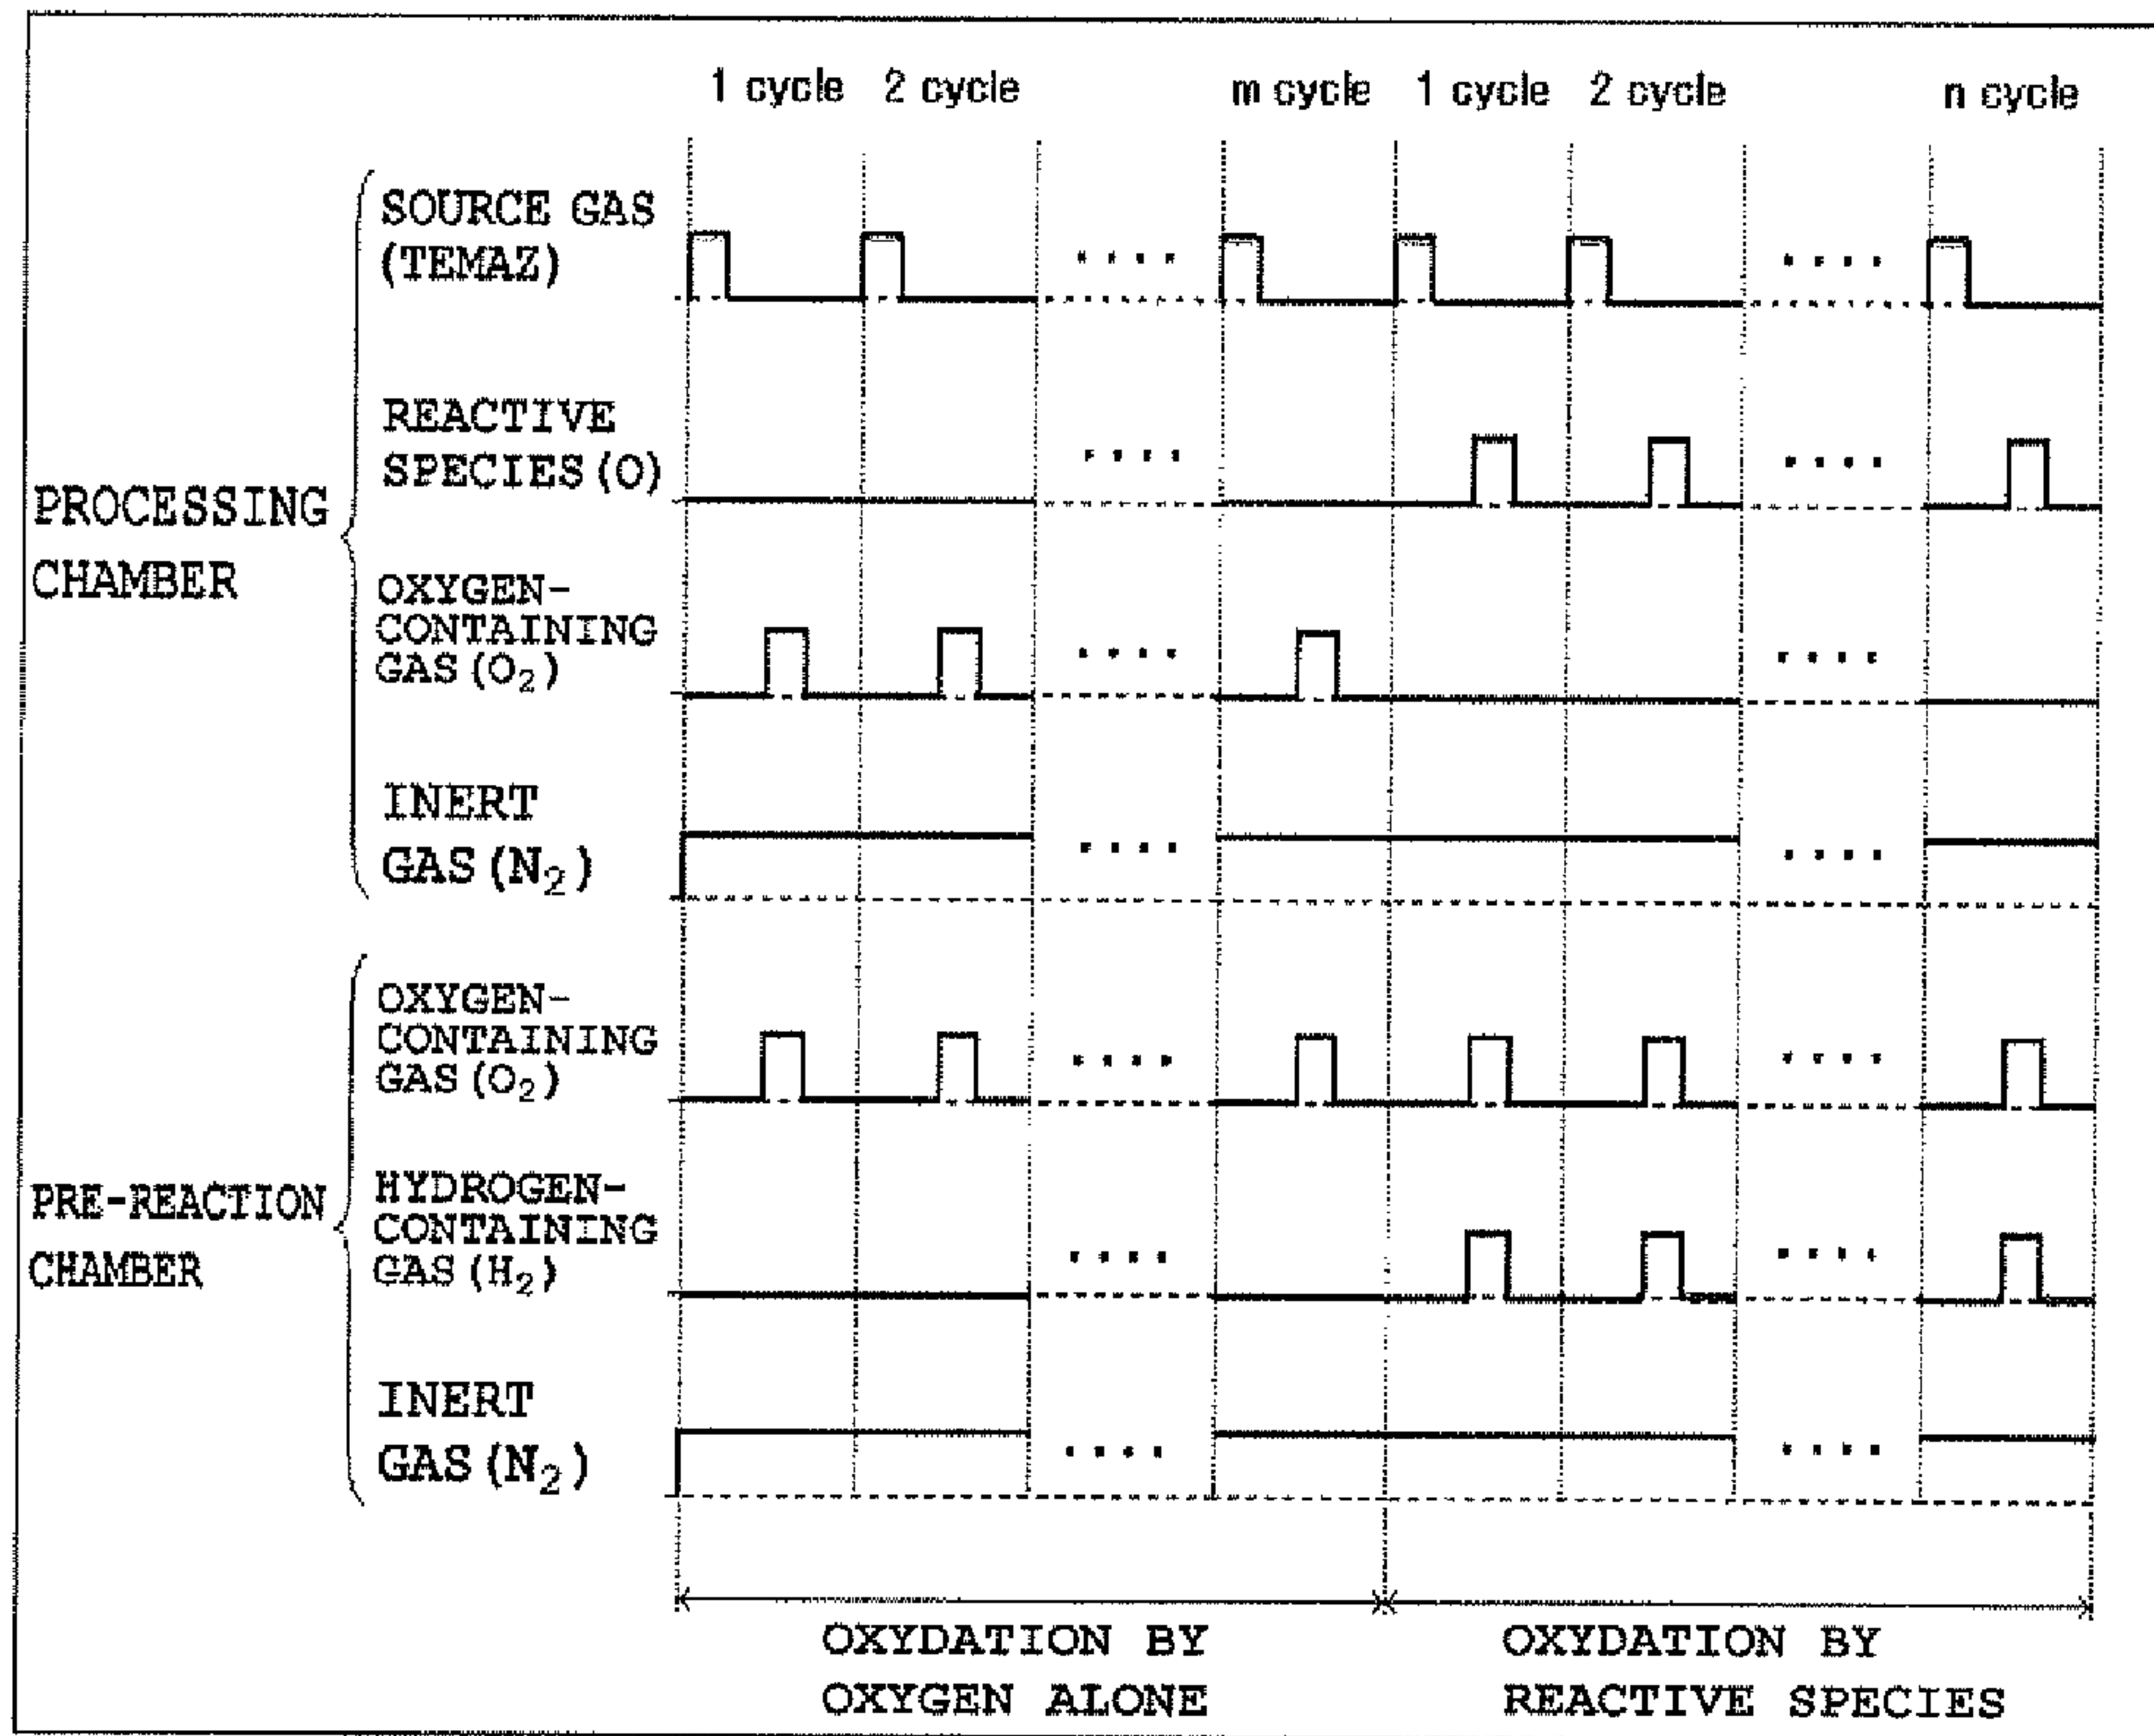 1 cycle 2 cycle m cycle 1 cycle 2 cycle n cycle
PROCESSING
CHAMBER
SOURCE GAS
(TEMAZ)
REACTIVE
SPECIES (O)
OXYGEN-
CONTAINING
GAS (O₂)
INERT
GAS (N₂)
PRE-REACTION
CHAMBER
OXYGEN-
CONTAINING
GAS (O₂)
HYDROGEN-
CONTAINING
GAS (H₂)
INERT
GAS (N₂)
OXYDATION BY
OXYGEN ALONE
OXYDATION BY
REACTIVE SPECIES